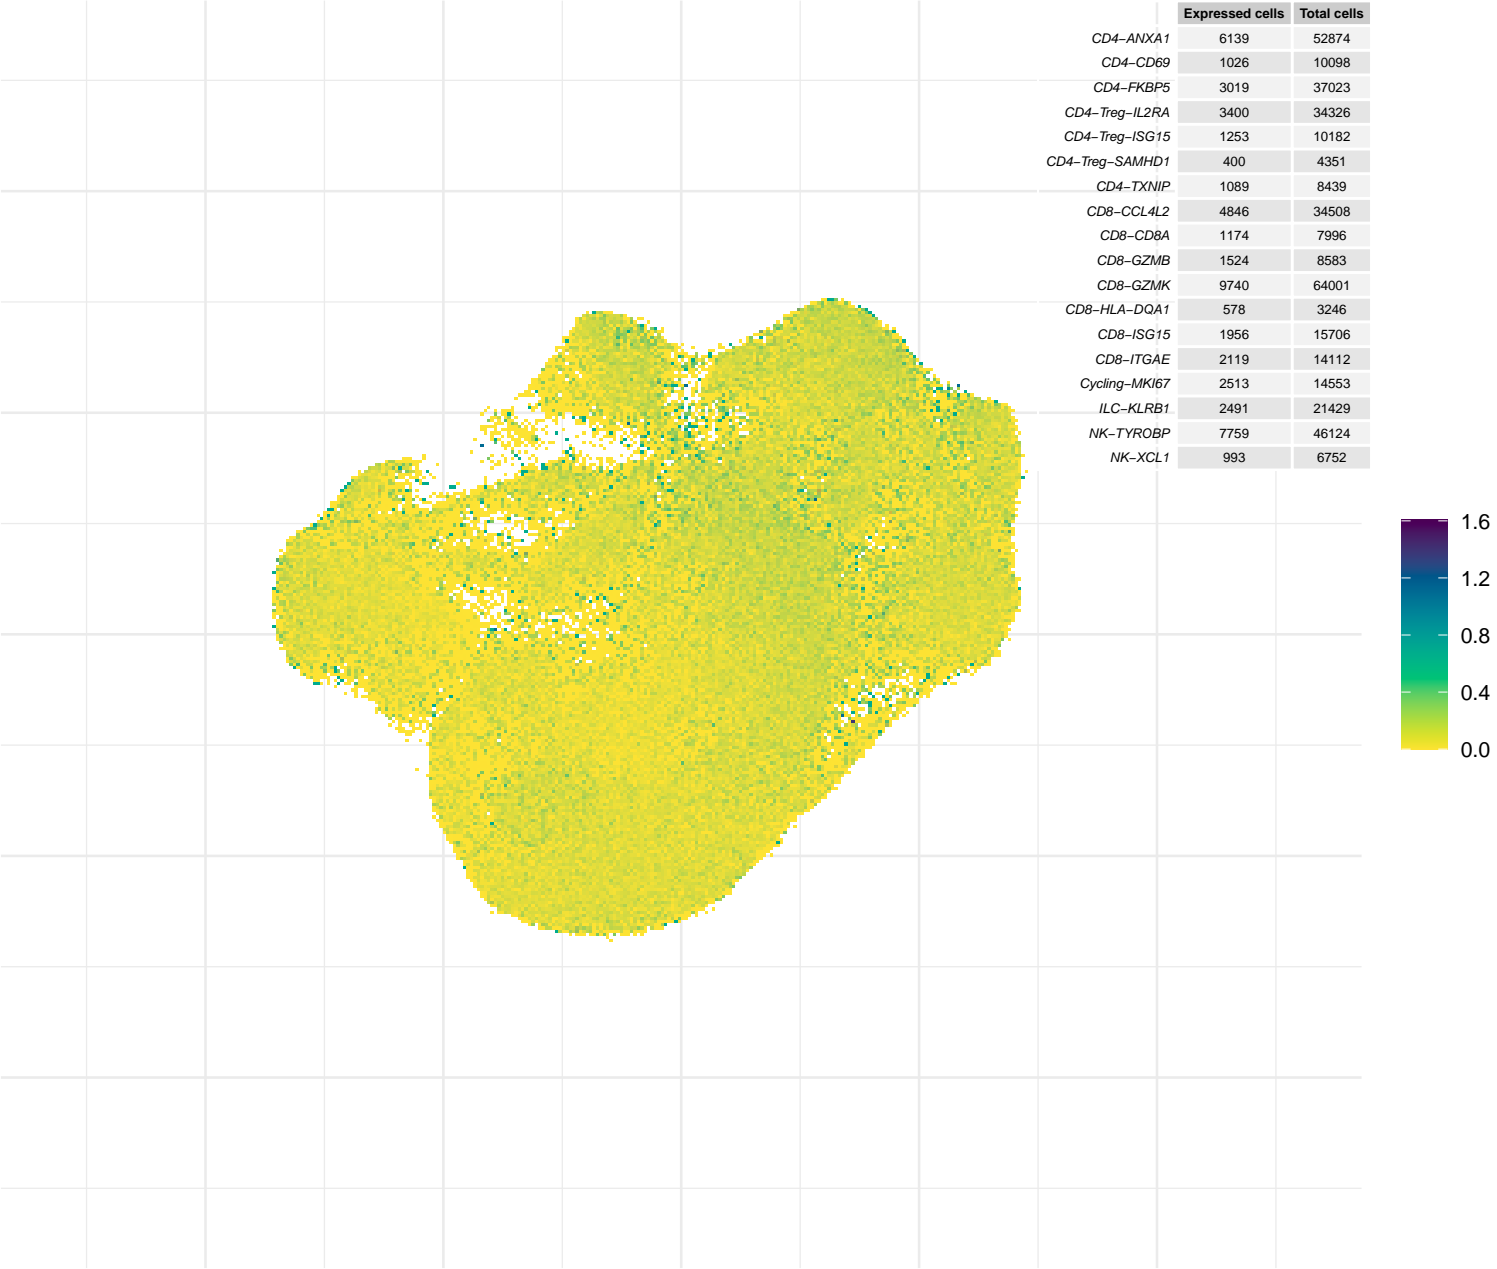 Expressed cells Total cells
CD4−ANXA1 6139 52874
CD4−CD69 1026 10098
CD4−FKBP5 3019 37023
CD4−Treg−IL2RA 3400 34326
CD4−Treg−ISG15 1253 10182
CD4−Treg−SAMHD1 400 4351
CD4−TXNIP 1089 8439
CD8−CCL4L2 4846 34508
CD8−CD8A 1174 7996
CD8−GZMB 1524 8583
CD8−GZMK 9740 64001
CD8−HLA−DQA1 578 3246
CD8−ISG15 1956 15706
CD8−ITGAE 2119 14112
Cycling−MKI67 2513 14553
ILC−KLRB1 2491 21429
NK−TYROBP 7759 46124
NK−XCL1 993 6752
1.6
1.2
0.8
0.4
0.0